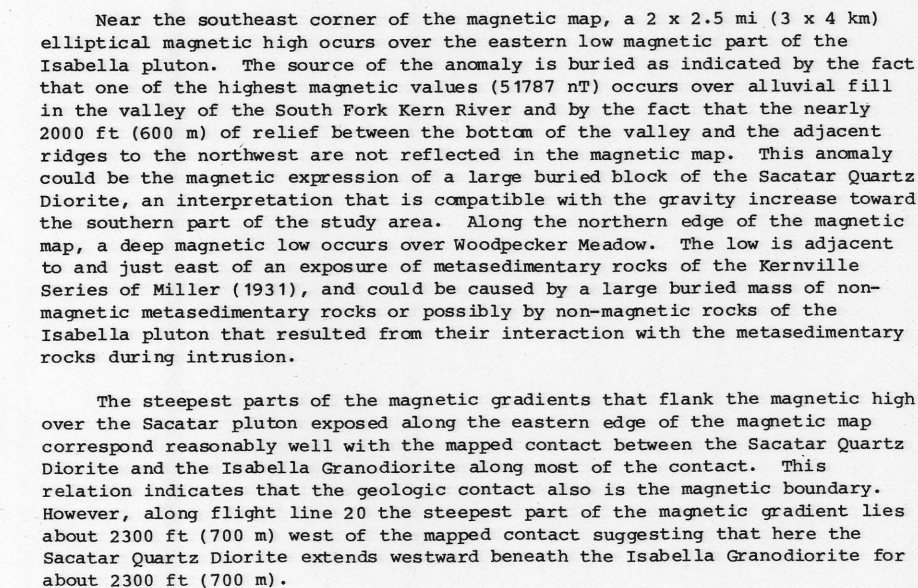 Near the southeast corner of the magnetic map, a 2 x 2.5 mi (3 x 4 km)
elliptical magnetic high ocurs over the eastern low magnetic part of the
Isabella pluton.  The source of the anomaly is buried as indicated by the fact
that one of the highest magnetic values (51787 nT) occurs over alluvial fill
in the valley of the South Fork Kern River and by the fact that the nearly
2000 ft (600 m) of relief between the bottom of the valley and the adjacent
ridges to the northwest are not reflected in the magnetic map.  This anomaly
could be the magnetic expression of a large buried block of the Sacatar Quartz
Diorite, an interpretation that is compatible with the gravity increase toward
the southern part of the study area.  Along the northern edge of the magnetic
map, a deep magnetic low occurs over Woodpecker Meadow.  The low is adjacent
to and just east of an exposure of metasedimentary rocks of the Kernville
Series of Miller (1931), and could be caused by a large buried mass of non-
magnetic metasedimentary rocks or possibly by non-magnetic rocks of the
Isabella pluton that resulted from their interaction with the metasedimentary
rocks during intrusion.
The steepest parts of the magnetic gradients that flank the magnetic high
over the Sacatar pluton exposed along the eastern edge of the magnetic map
correspond reasonably well with the mapped contact between the Sacatar Quartz
Diorite and the Isabella Granodiorite along most of the contact.  This
relation indicates that the geologic contact also is the magnetic boundary.
However, along flight line 20 the steepest part of the magnetic gradient lies
about 2300 ft (700 m) west of the mapped contact suggesting that here the
Sacatar Quartz Diorite extends westward beneath the Isabella Granodiorite for
about 2300 ft (700 m).